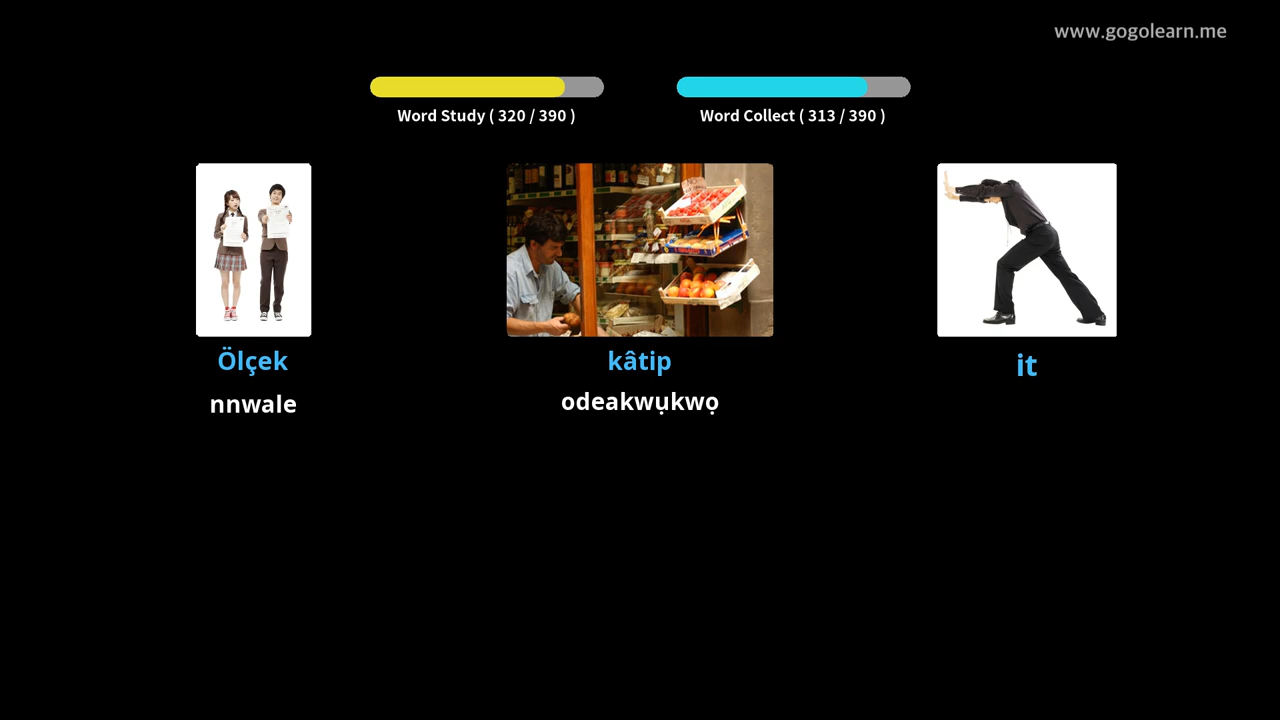 www.gogolearn.me
Word Study ( 320 / 390 )
Word Collect ( 313 / 390 )
Ölçek
kâtip
it
nnwale
odeakwụkwọ